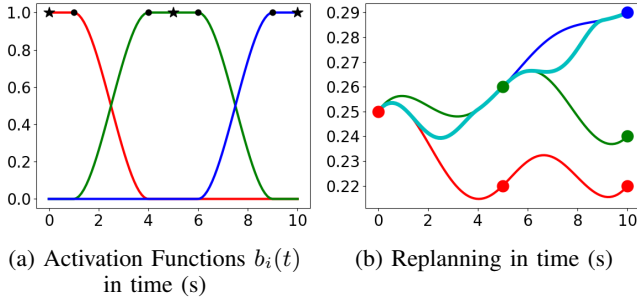 1.0
0.8
0.6
0.4
0.2
0.0
0 2 4 6 8 10
0.29
0.28
0.27
0.26
0.25
0.24
0.23
0.22
0 2 4 6 8 10
(a) Activation Functions b_i(t)
in time (s)
(b) Replanning in time (s)